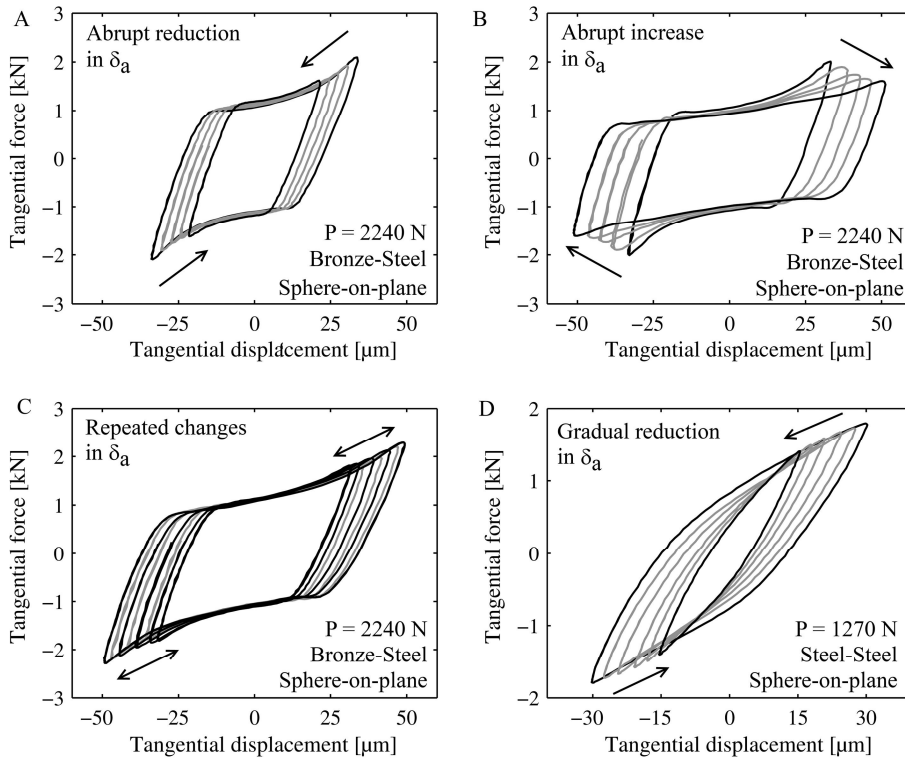 A
Abrupt reduction
in δa
Tangential force [kN]
3
2
1
0
−1
−2
−3
P = 2240 N
Bronze-Steel
Sphere-on-plane
−50 −25 0 25 50
Tangential displacement [µm]
B
Abrupt increase
in δa
Tangential force [kN]
3
2
1
0
−1
−2
−3
P = 2240 N
Bronze-Steel
Sphere-on-plane
−50 −25 0 25 50
Tangential displacement [µm]
C
Repeated changes
in δa
Tangential force [kN]
3
2
1
0
−1
−2
−3
P = 2240 N
Bronze-Steel
Sphere-on-plane
−50 −25 0 25 50
Tangential displacement [µm]
D
Gradual reduction
in δa
Tangential force [kN]
2
1
0
−1
−2
P = 1270 N
Steel-Steel
Sphere-on-plane
−30 −15 0 15 30
Tangential displacement [µm]